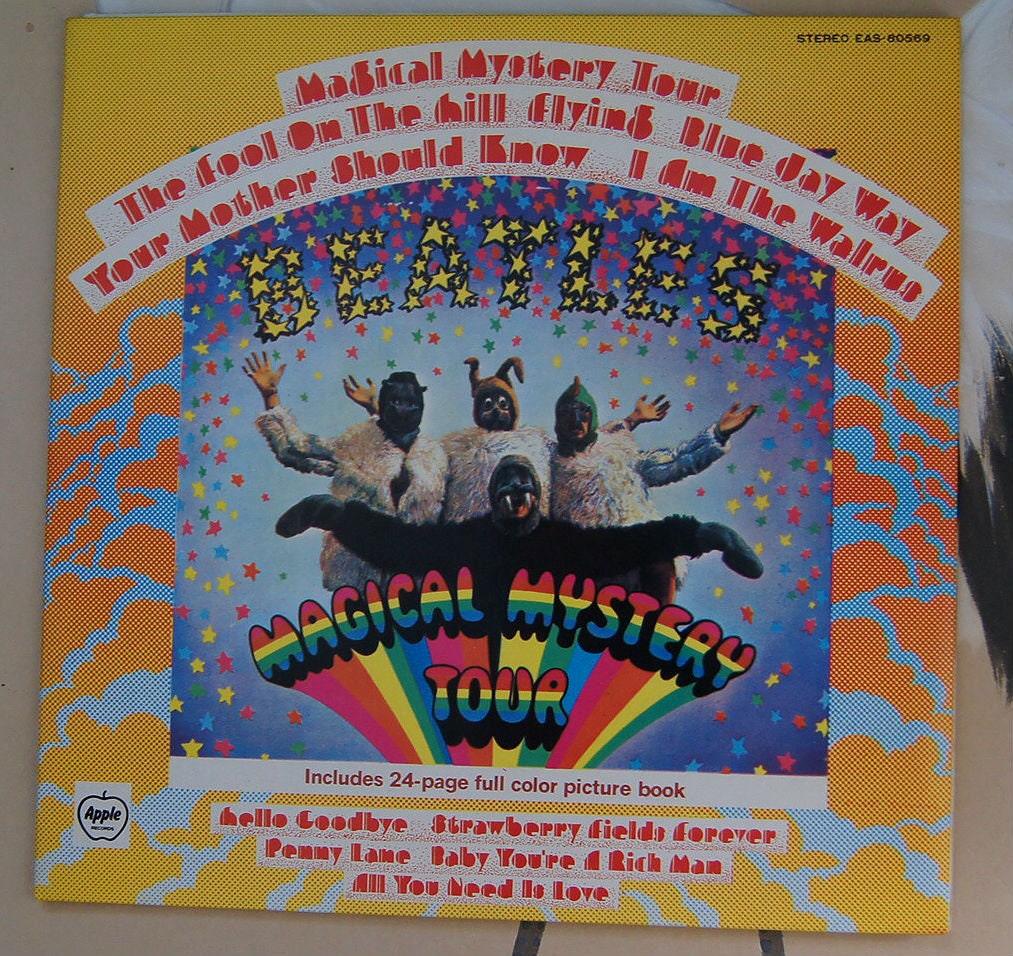 STEREO EAS-80569
Magical Mystery Tour
The Fool On The Hill Flying Blue Jay Way
Your Mother Should Know I Am The Walrus
BEATLES
MAGICAL MYSTERY
TOUR
Includes 24-page full color picture book
Apple
RECORDS
Hello Goodbye Strawberry Fields Forever
Penny Lane Baby You're A Rich Man
All You Need Is Love